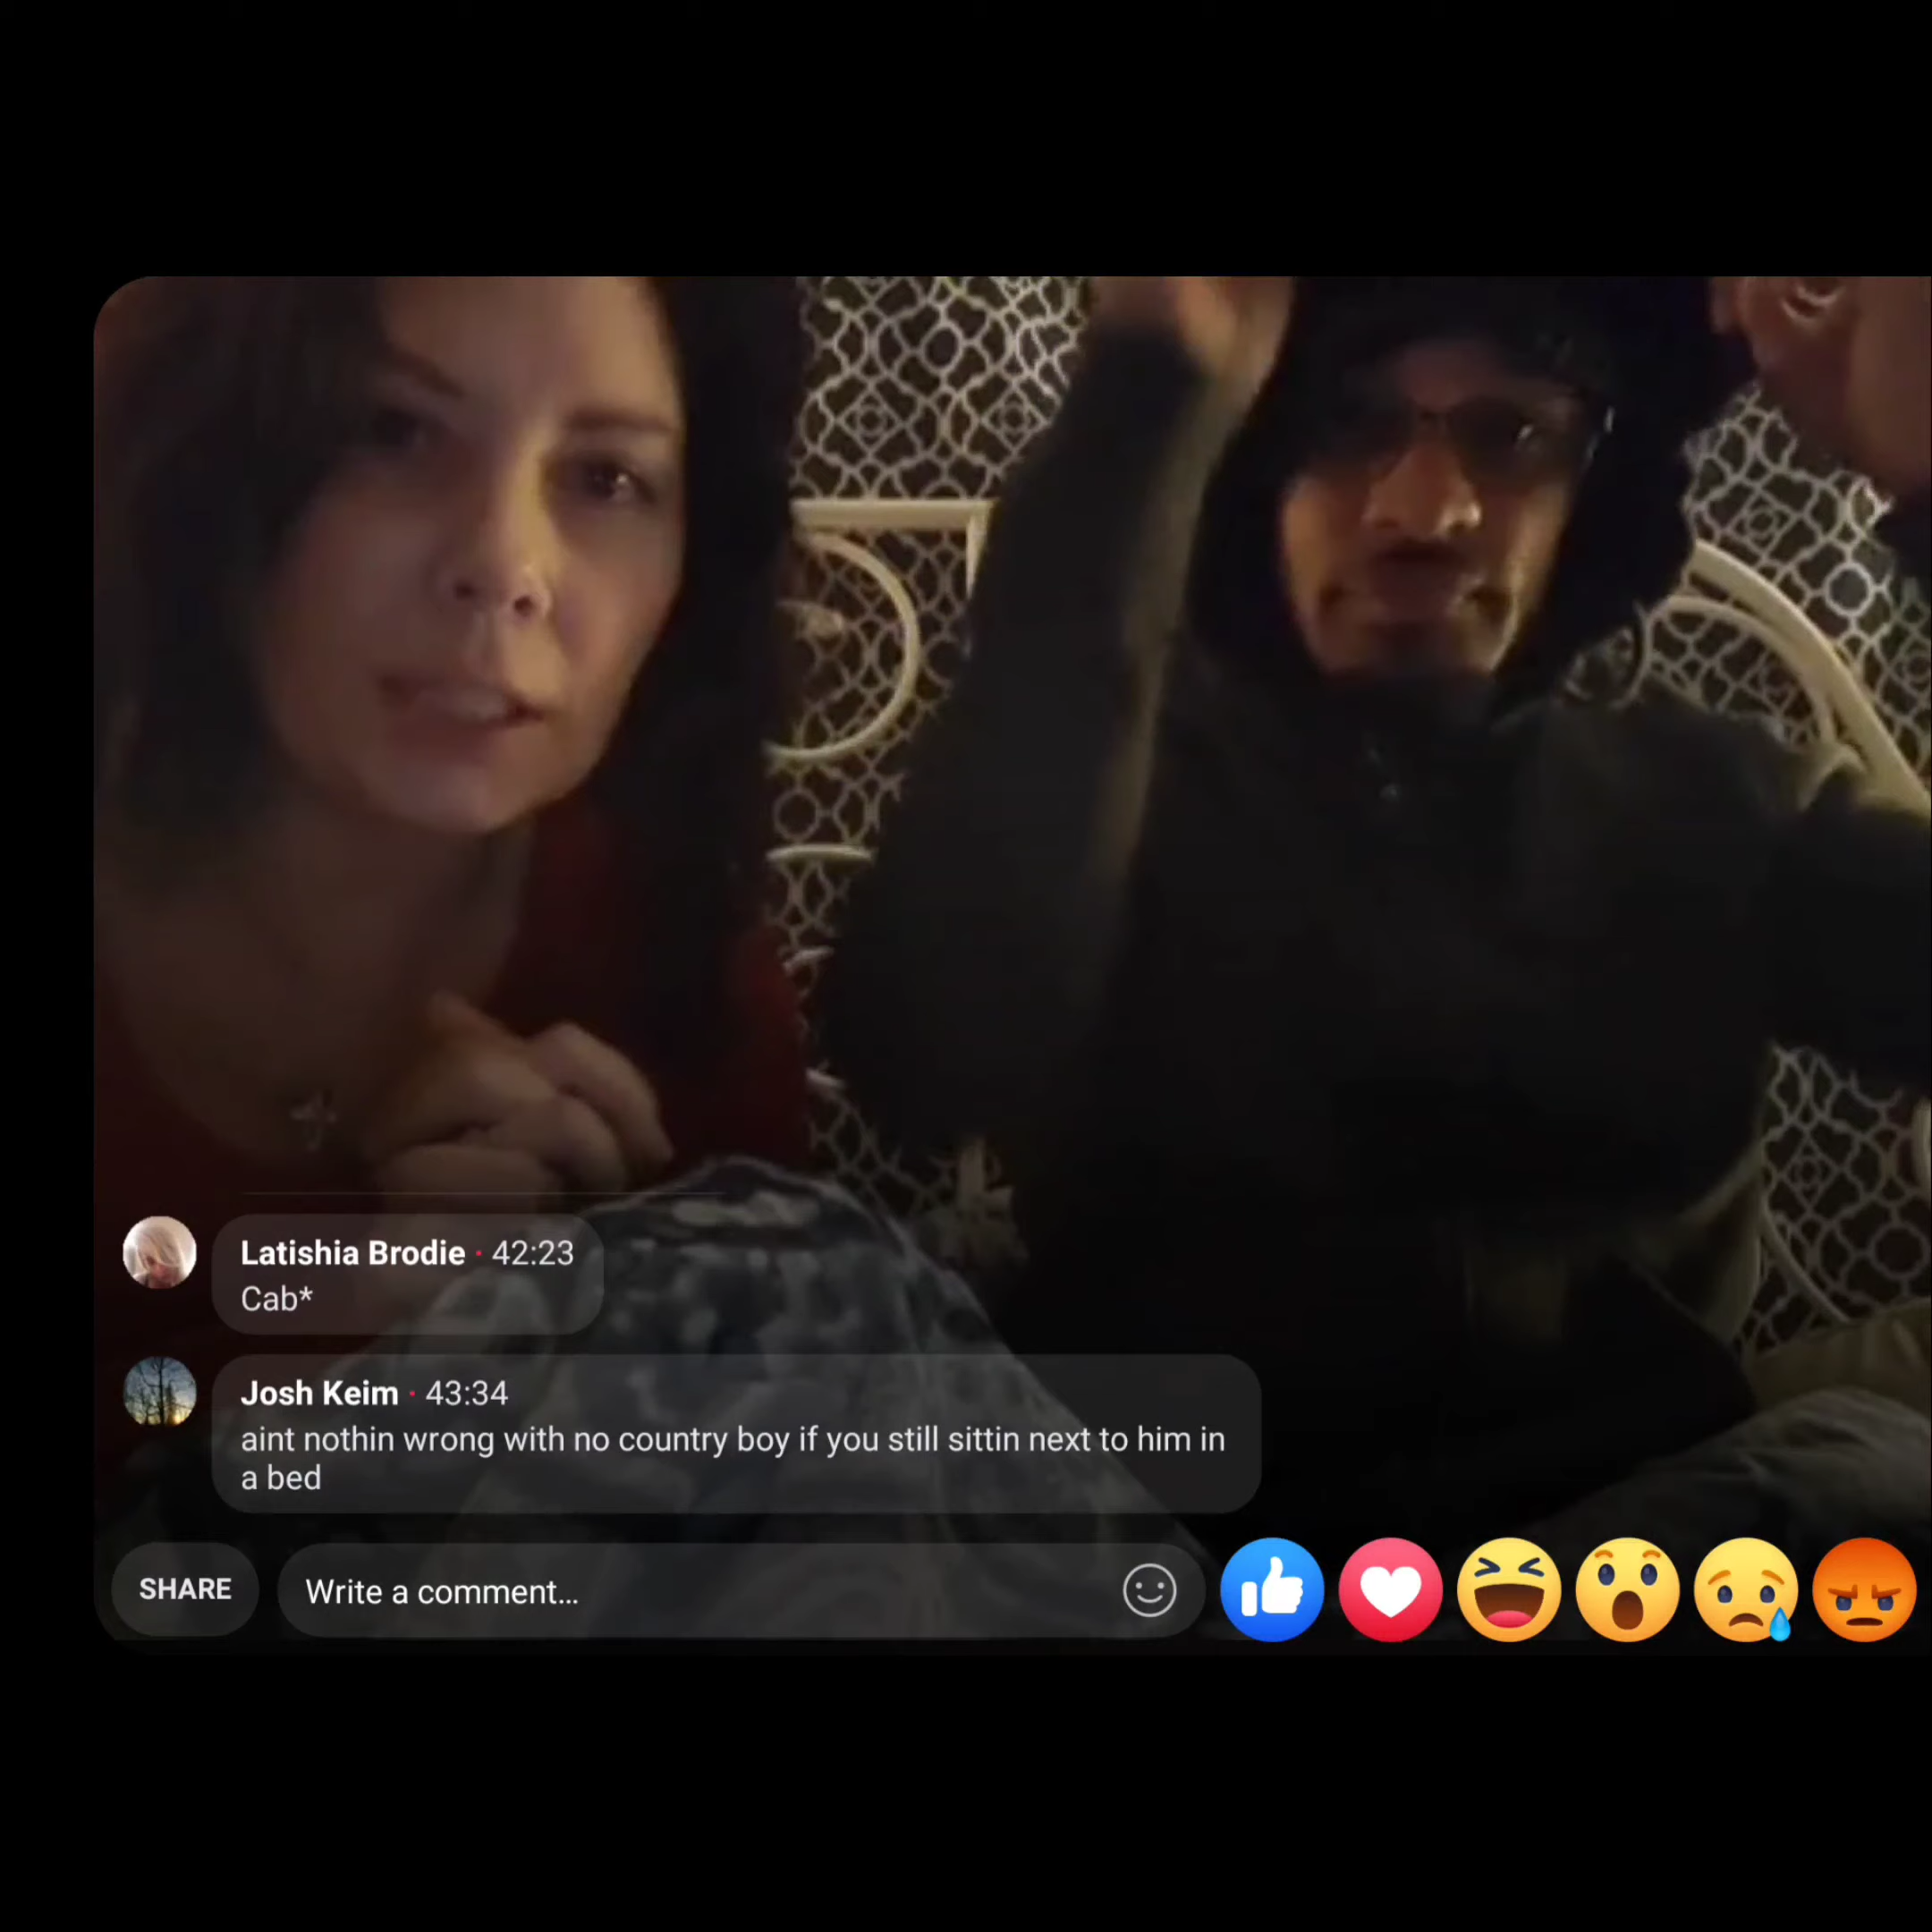 Latishia Brodie · 42:23
Cab*
Josh Keim · 43:34
aint nothin wrong with no country boy if you still sittin next to him in
a bed
SHARE
Write a comment...